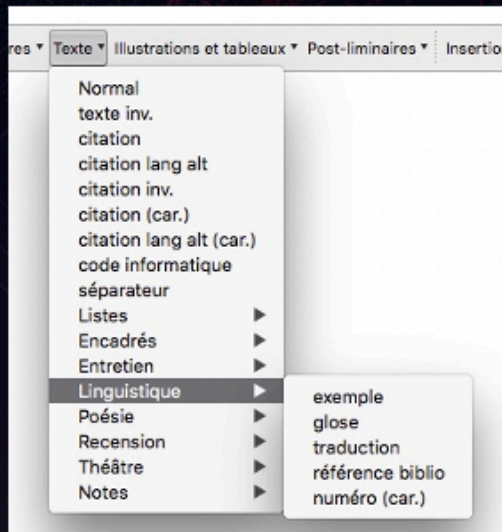 Texte Illustrations et tableaux Post-liminaires
Normal
texte inv.
citation
citation lang alt
citation inv.
citation (car.)
citation lang alt (car.)
code informatique
séparateur
Listes
Encadrés
Entretien
Linguistique
Poésie
Recension
Théâtre
Notes
exemple
glose
traduction
référence biblio
numéro (car.)